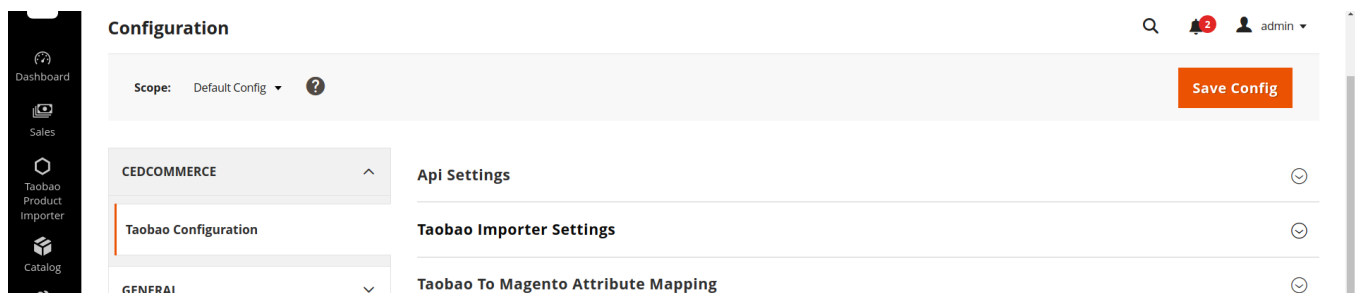 Configuration
2
admin
Dashboard
Scope:
Default Config
?
Save Config
Sales
CEDCOMMERCE
Api Settings
Taobao
Product
Importer
Taobao Configuration
Taobao Importer Settings
Catalog
GENERAL
Taobao To Magento Attribute Mapping